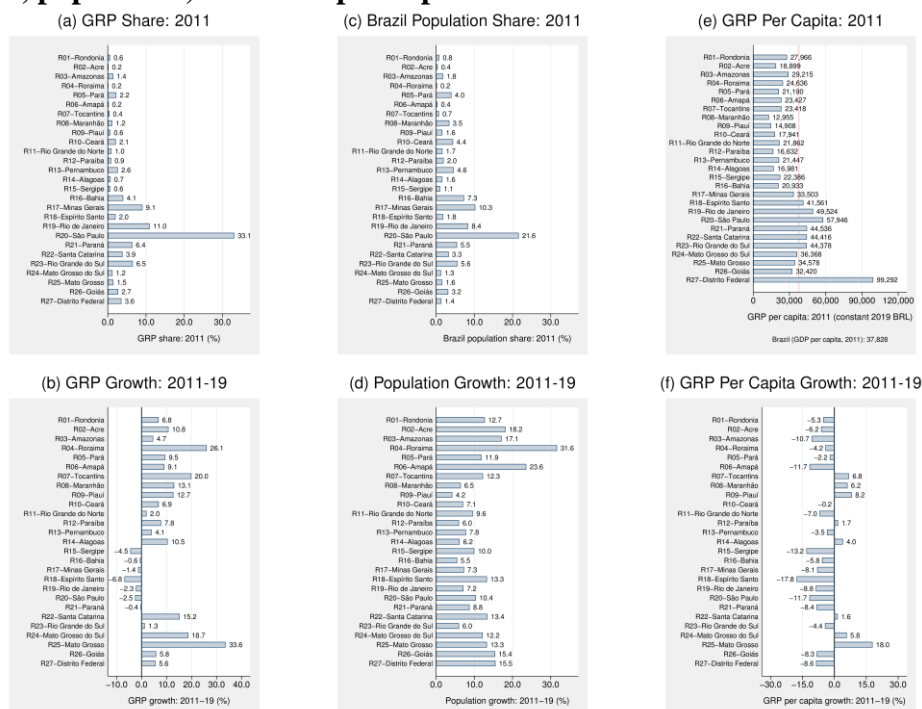 (a) GRP Share: 2011
R01−Rondonia 0.6
R02−Acre 0.2
R03−Amazonas 1.4
R04−Roraima 0.2
R05−Pará 2.2
R06−Amapá 0.2
R07−Tocantins 0.4
R08−Maranhão 1.2
R09−Piauí 0.6
R10−Ceará 2.1
R11−Rio Grande do Norte 1.0
R12−Paraíba 0.9
R13−Pernambuco 2.6
R14−Alagoas 0.7
R15−Sergipe 0.6
R16−Bahia 4.1
R17−Minas Gerais 9.1
R18−Espírito Santo 2.0
R19−Rio de Janeiro 11.0
R20−São Paulo 33.1
R21−Paraná 6.4
R22−Santa Catarina 3.9
R23−Rio Grande do Sul 6.5
R24−Mato Grosso do Sul 1.2
R25−Mato Grosso 1.5
R26−Goiás 2.7
R27−Distrito Federal 3.6
0.0 10.0 20.0 30.0
GRP share: 2011 (%)
(c) Brazil Population Share: 2011
R01−Rondonia 0.8
R02−Acre 0.4
R03−Amazonas 1.8
R04−Roraima 0.2
R05−Pará 4.0
R06−Amapá 0.4
R07−Tocantins 0.7
R08−Maranhão 3.5
R09−Piauí 1.6
R10−Ceará 4.4
R11−Rio Grande do Norte 1.7
R12−Paraíba 2.0
R13−Pernambuco 4.6
R14−Alagoas 1.6
R15−Sergipe 1.1
R16−Bahia 7.3
R17−Minas Gerais 10.3
R18−Espírito Santo 1.8
R19−Rio de Janeiro 8.4
R20−São Paulo 21.6
R21−Paraná 5.5
R22−Santa Catarina 3.3
R23−Rio Grande do Sul 5.6
R24−Mato Grosso do Sul 1.3
R25−Mato Grosso 1.6
R26−Goiás 3.2
R27−Distrito Federal 1.4
0.0 10.0 20.0 30.0
Brazil population share: 2011 (%)
(e) GRP Per Capita: 2011
R01−Rondonia 27,966
R02−Acre 18,899
R03−Amazonas 29,215
R04−Roraima 24,636
R05−Pará 21,190
R06−Amapá 23,427
R07−Tocantins 23,418
R08−Maranhão 12,955
R09−Piauí 14,908
R10−Ceará 17,941
R11−Rio Grande do Norte 21,862
R12−Paraíba 16,632
R13−Pernambuco 21,447
R14−Alagoas 16,981
R15−Sergipe 22,386
R16−Bahia 20,933
R17−Minas Gerais 33,503
R18−Espírito Santo 41,561
R19−Rio de Janeiro 49,524
R20−São Paulo 57,946
R21−Paraná 44,536
R22−Santa Catarina 44,416
R23−Rio Grande do Sul 44,378
R24−Mato Grosso do Sul 36,368
R25−Mato Grosso 34,578
R26−Goiás 32,420
R27−Distrito Federal 99,292
0 30,000 60,000 90,000 120,000
GRP per capita: 2011 (constant 2019 BRL)
Brazil (GDP per capita, 2011): 37,828
(b) GRP Growth: 2011-19
R01−Rondonia 6.8
R02−Acre 10.8
R03−Amazonas 4.7
R04−Roraima 26.1
R05−Pará 9.5
R06−Amapá 9.1
R07−Tocantins 20.0
R08−Maranhão 13.1
R09−Piauí 12.7
R10−Ceará 6.9
R11−Rio Grande do Norte 2.0
R12−Paraíba 7.8
R13−Pernambuco 4.1
R14−Alagoas 10.5
R15−Sergipe −4.5
R16−Bahia −0.6
R17−Minas Gerais −1.4
R18−Espírito Santo −6.8
R19−Rio de Janeiro −2.3
R20−São Paulo −2.5
R21−Paraná −0.4
R22−Santa Catarina 15.2
R23−Rio Grande do Sul 1.3
R24−Mato Grosso do Sul 18.7
R25−Mato Grosso 33.6
R26−Goiás 5.8
R27−Distrito Federal 5.6
−10.0 0.0 10.0 20.0 30.0 40.0
GRP growth: 2011−19 (%)
(d) Population Growth: 2011-19
R01−Rondonia 12.7
R02−Acre 18.2
R03−Amazonas 17.1
R04−Roraima 31.6
R05−Pará 11.9
R06−Amapá 23.6
R07−Tocantins 12.3
R08−Maranhão 6.5
R09−Piauí 4.2
R10−Ceará 7.1
R11−Rio Grande do Norte 9.6
R12−Paraíba 6.0
R13−Pernambuco 7.8
R14−Alagoas 6.2
R15−Sergipe 10.0
R16−Bahia 5.5
R17−Minas Gerais 7.3
R18−Espírito Santo 13.3
R19−Rio de Janeiro 7.2
R20−São Paulo 10.4
R21−Paraná 8.8
R22−Santa Catarina 13.4
R23−Rio Grande do Sul 6.0
R24−Mato Grosso do Sul 12.2
R25−Mato Grosso 13.3
R26−Goiás 15.4
R27−Distrito Federal 15.5
0.0 10.0 20.0 30.0
Population growth: 2011−19 (%)
(f) GRP Per Capita Growth: 2011-19
R01−Rondonia −5.3
R02−Acre −6.2
R03−Amazonas −10.7
R04−Roraima −4.2
R05−Pará −2.2
R06−Amapá −11.7
R07−Tocantins 6.8
R08−Maranhão 6.2
R09−Piauí 8.2
R10−Ceará −0.2
R11−Rio Grande do Norte −7.0
R12−Paraíba 1.7
R13−Pernambuco −3.5
R14−Alagoas 4.0
R15−Sergipe −13.2
R16−Bahia −5.8
R17−Minas Gerais −8.1
R18−Espírito Santo −17.8
R19−Rio de Janeiro −8.8
R20−São Paulo −11.7
R21−Paraná −8.4
R22−Santa Catarina 1.6
R23−Rio Grande do Sul −4.4
R24−Mato Grosso do Sul 5.8
R25−Mato Grosso 18.0
R26−Goiás −8.3
R27−Distrito Federal −8.6
−30.0 −15.0 0.0 15.0 30.0
GRP per capita growth: 2011−19 (%)